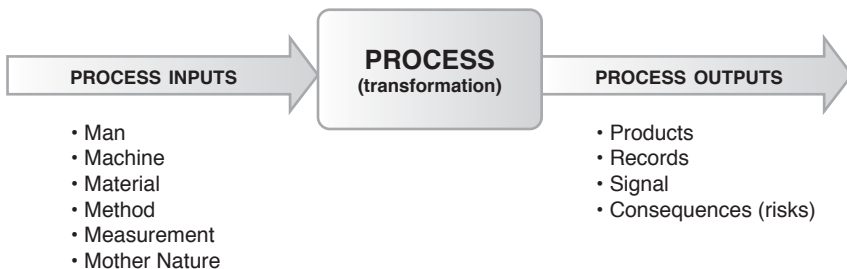 PROCESS INPUTS
PROCESS
(transformation)
PROCESS OUTPUTS
• Man
• Machine
• Material
• Method
• Measurement
• Mother Nature
• Products
• Records
• Signal
• Consequences (risks)